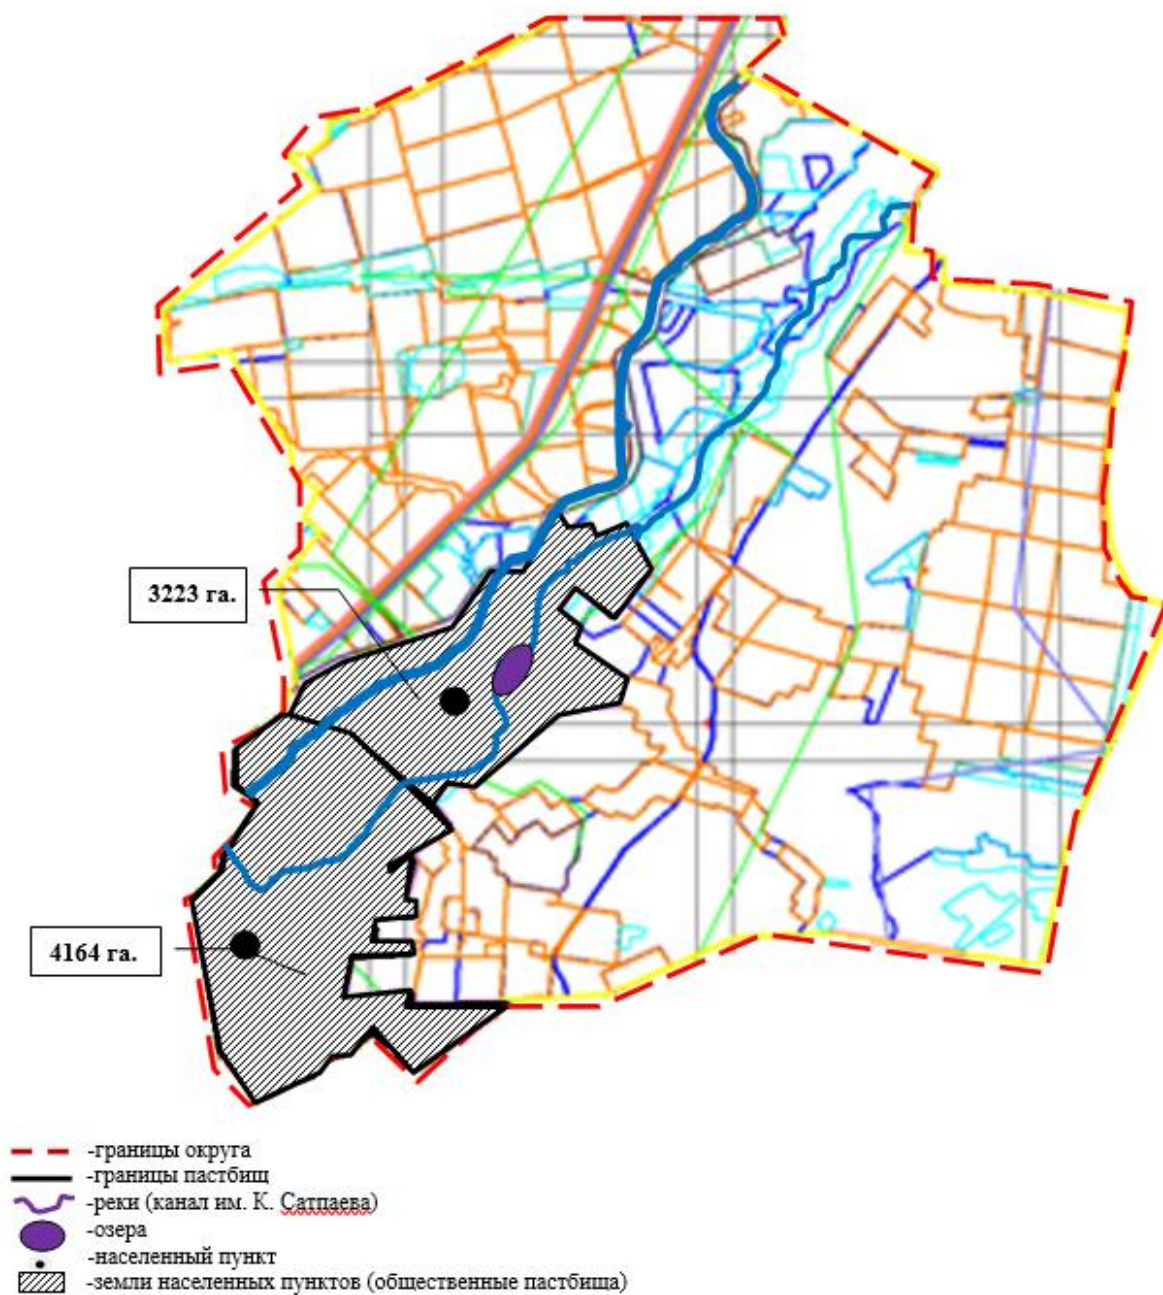 3223 га.
4164 га.
-границы округа
-границы пастбищ
-реки (канал им. К. Сатпаева)
-озера
-населенный пункт
-земли населенных пунктов (общественные пастбища)